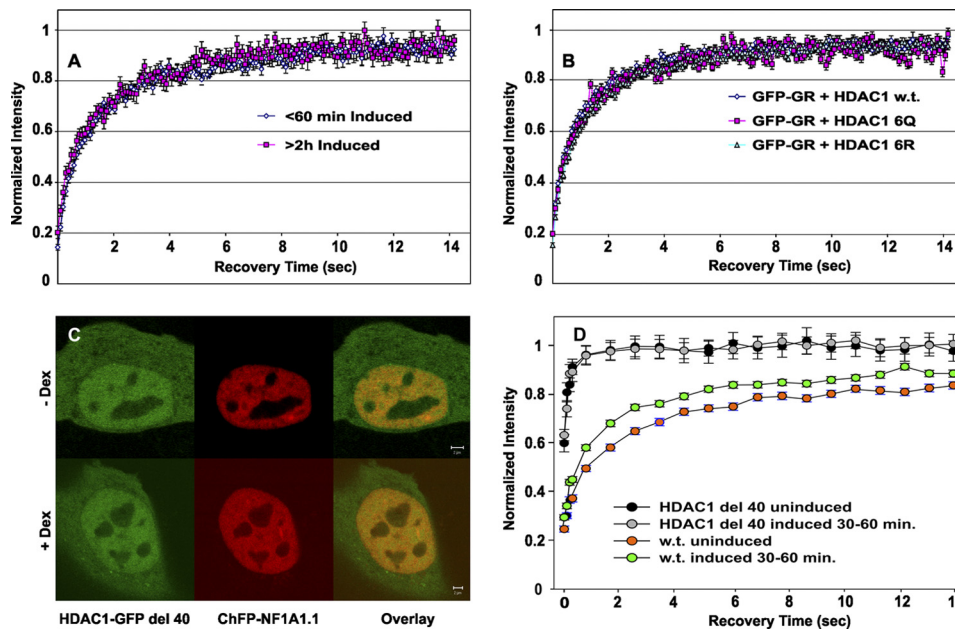 A
Normalized Intensity
1
0.8
0.6
0.4
0.2
0
2 4 6 8 10 12 14
Recovery Time (sec)
<60 min Induced
>2h Induced
B
Normalized Intensity
1
0.8
0.6
0.4
0.2
0
2 4 6 8 10 12 14
Recovery Time (sec)
GFP-GR + HDAC1 w.t.
GFP-GR + HDAC1 6Q
GFP-GR + HDAC1 6R
C
- Dex
+ Dex
HDAC1-GFP del 40 ChFP-NF1A1.1 Overlay
D
Normalized Intensity
1
0.8
0.6
0.4
0.2
1
0 2 4 6 8 10 12 1
Recovery Time (sec)
HDAC1 del 40 uninduced
HDAC1 del 40 induced 30-60 min.
w.t. uninduced
w.t. induced 30-60 min.